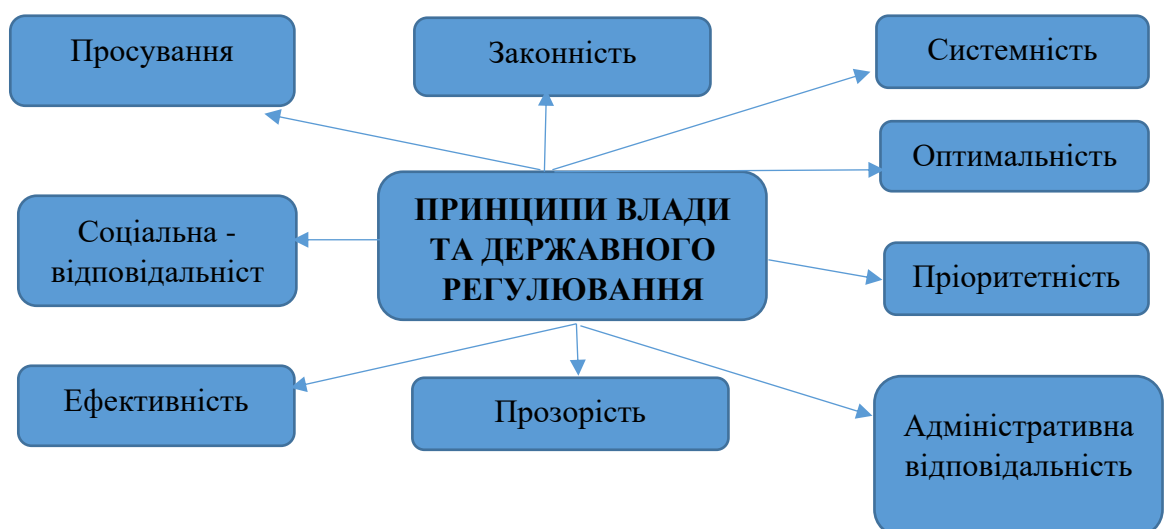 Просування
Законність
Системність
Оптимальність
ПРИНЦИПИ ВЛАДИ
ТА ДЕРЖАВНОГО
РЕГУЛЮВАННЯ
Соціальна -
відповідальніст
Пріоритетність
Ефективність
Прозорість
Адміністративна
відповідальність